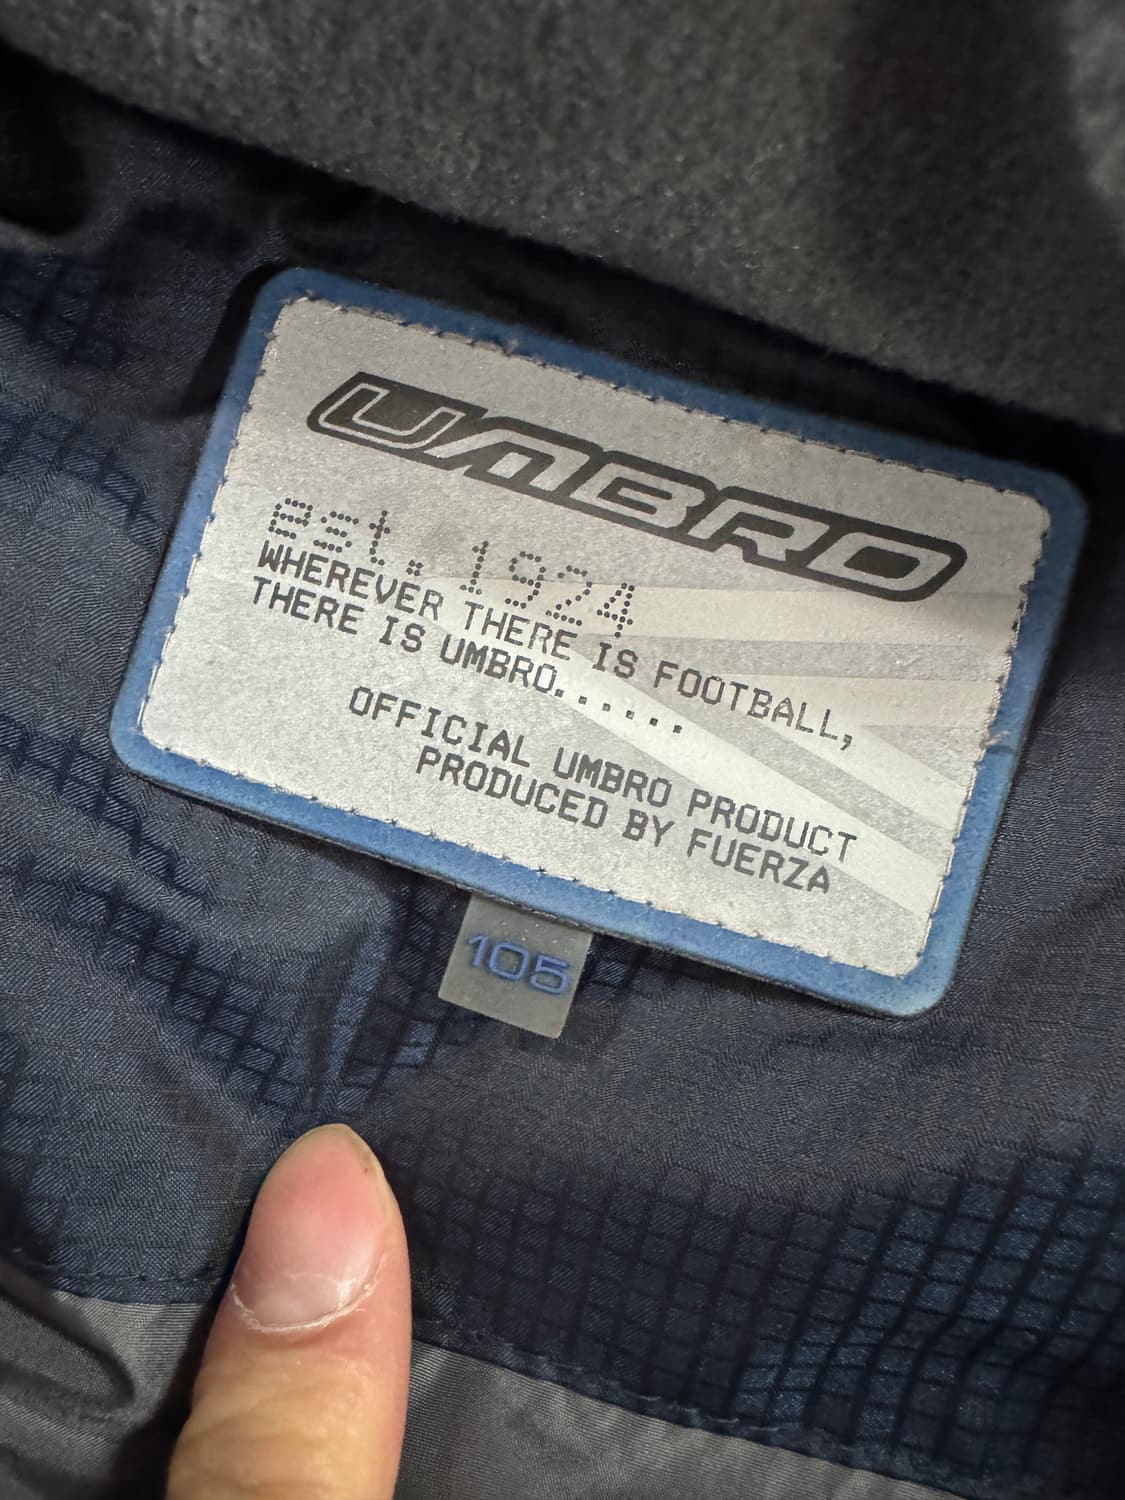 UMBRO
est. 1924
WHEREVER THERE IS FOOTBALL,
THERE IS UMBRO......
OFFICIAL UMBRO PRODUCT
PRODUCED BY FUERZA
105